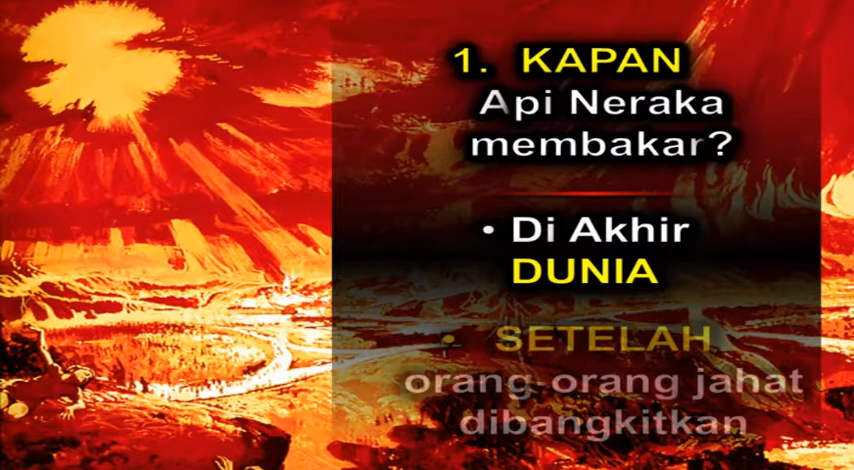 1. KAPAN
Api Neraka
membakar?
• Di Akhir
DUNIA
• SETELAH
orang-orang jahat
dibangkitkan